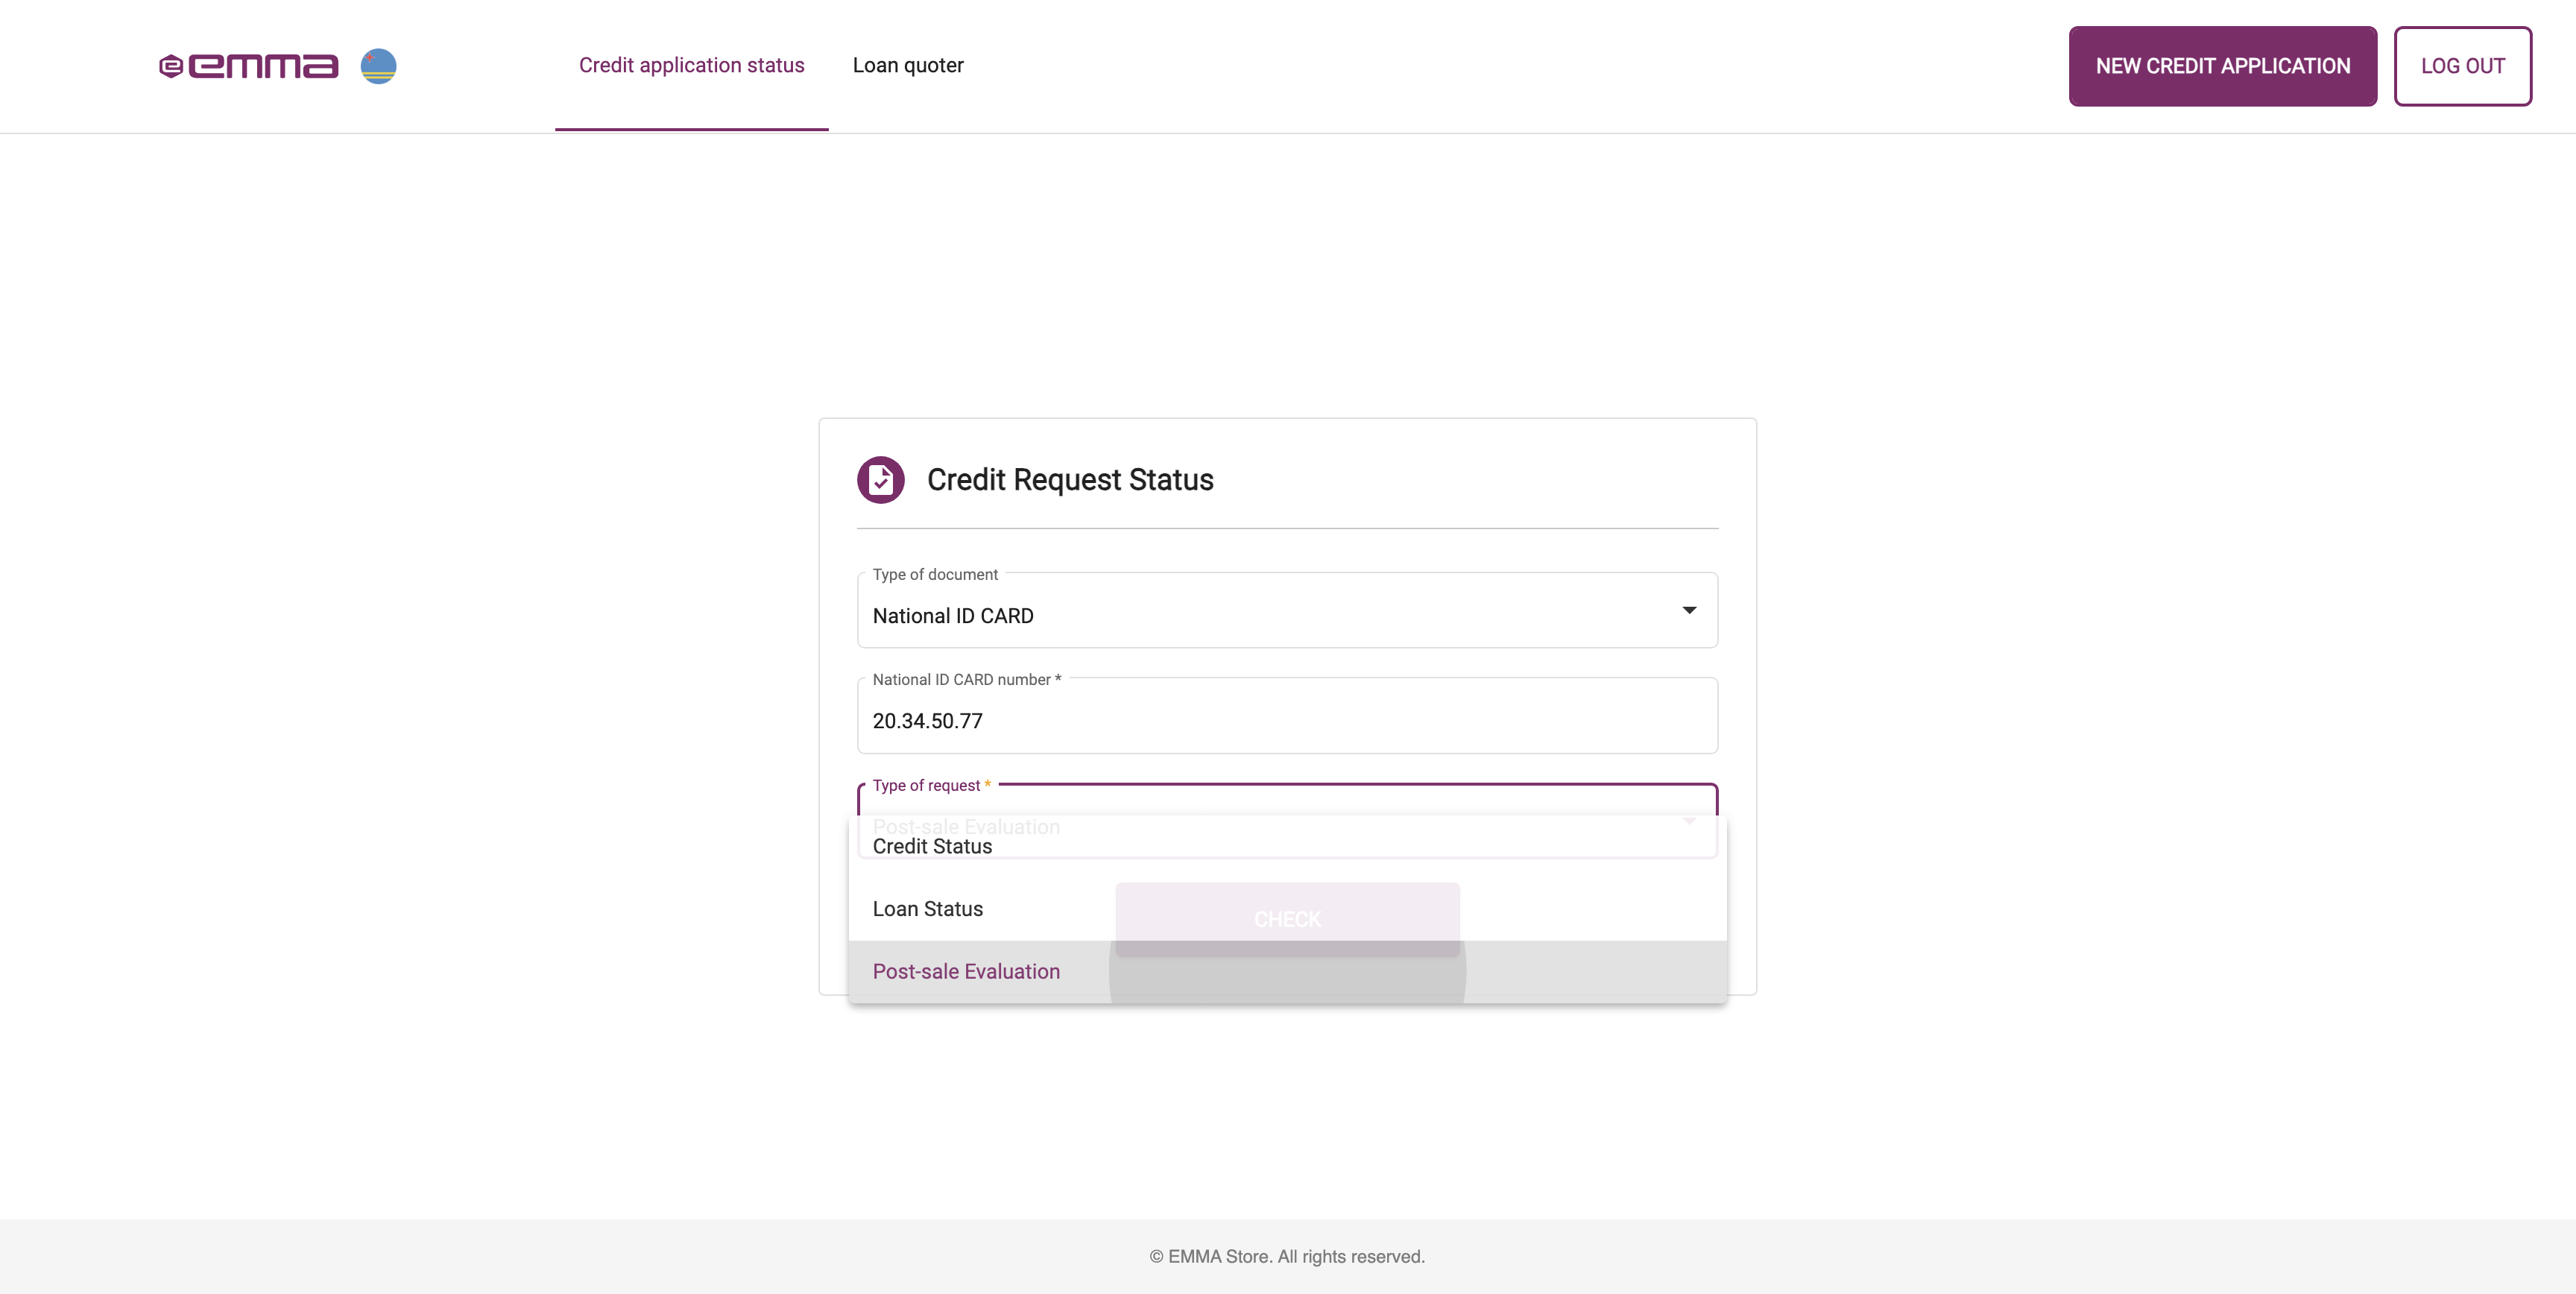 emma
Credit application status
Loan quoter
NEW CREDIT APPLICATION
LOG OUT
Credit Request Status
Type of document
National ID CARD
National ID CARD number *
20.34.50.77
Type of request *
Post-sale Evaluation
Credit Status
Loan Status
CHECK
Post-sale Evaluation
© EMMA Store. All rights reserved.